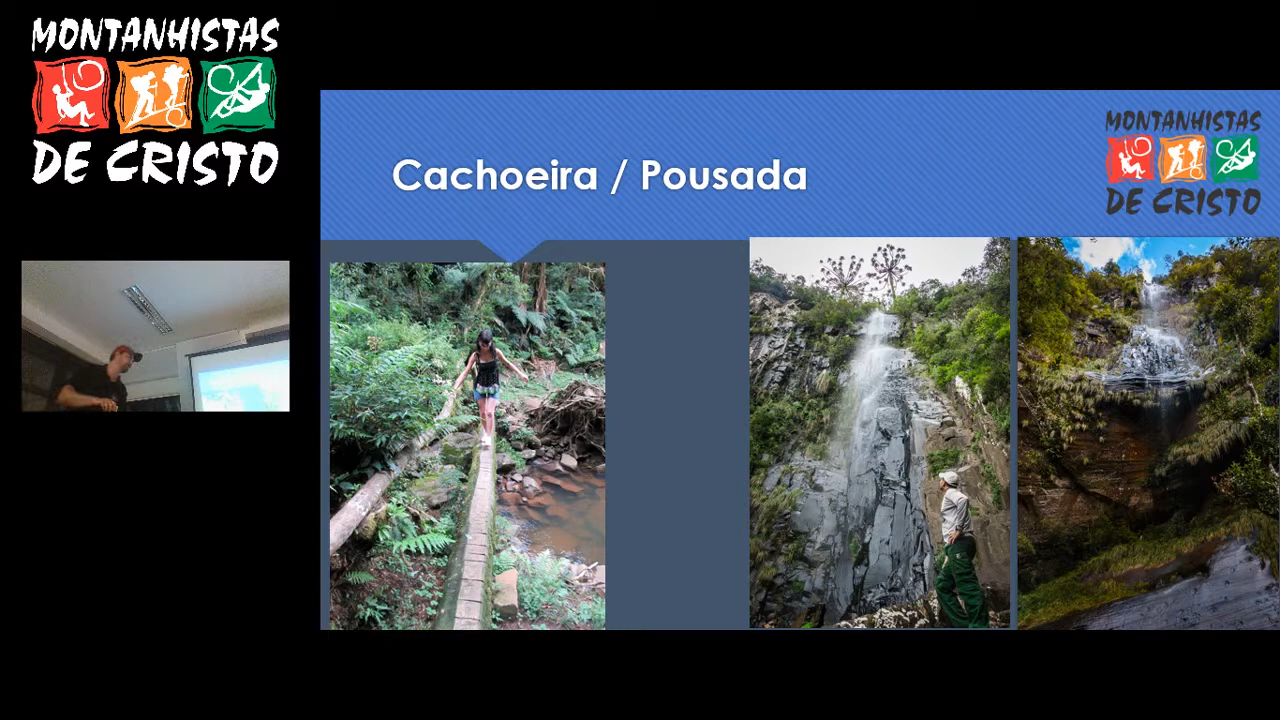 MONTANHISTAS
DE CRISTO
Cachoeira / Pousada
MONTANHISTAS
DE CRISTO